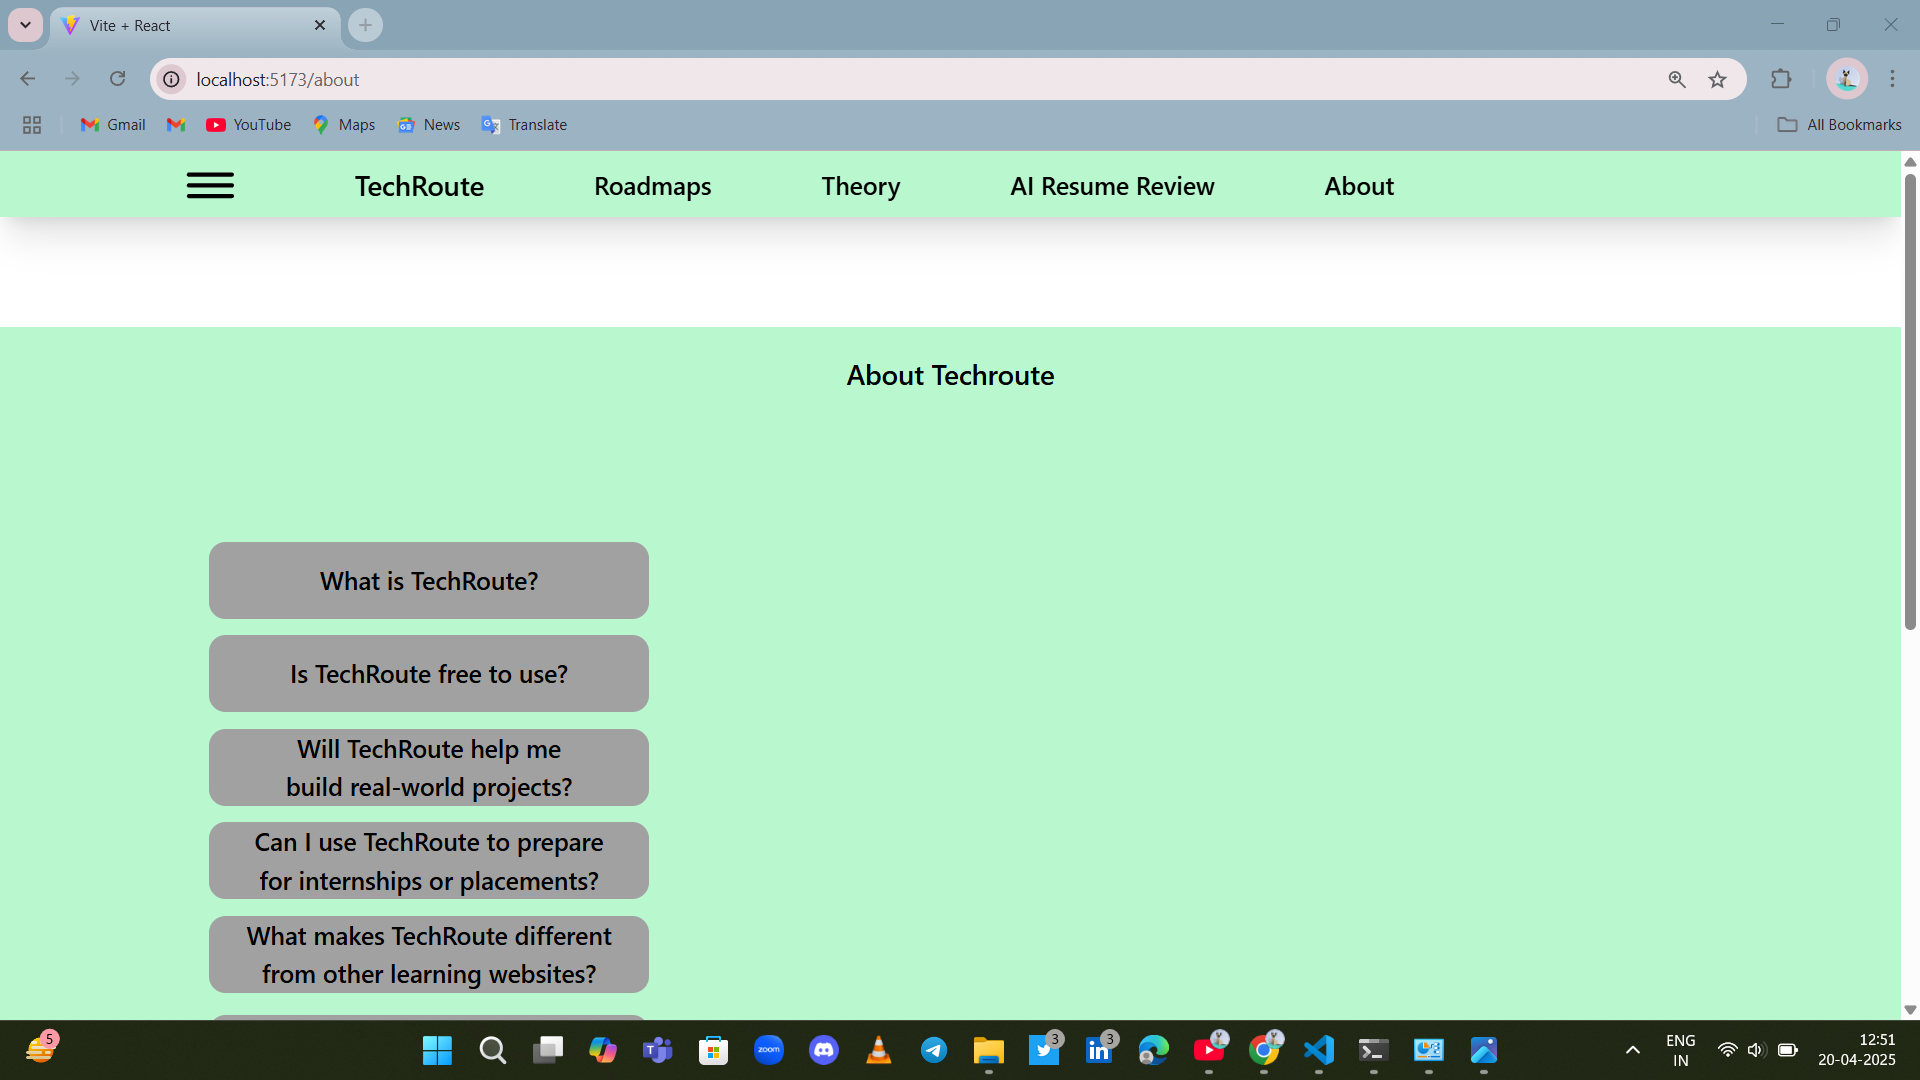 Vite + React
localhost:5173/about
Gmail
YouTube
Maps
News
Translate
All Bookmarks
TechRoute
Roadmaps
Theory
AI Resume Review
About
About Techroute
What is TechRoute?
Is TechRoute free to use?
Will TechRoute help me
build real-world projects?
Can I use TechRoute to prepare
for internships or placements?
What makes TechRoute different
from other learning websites?
5
zoom
3
3
ENG
IN
12:51
20-04-2025